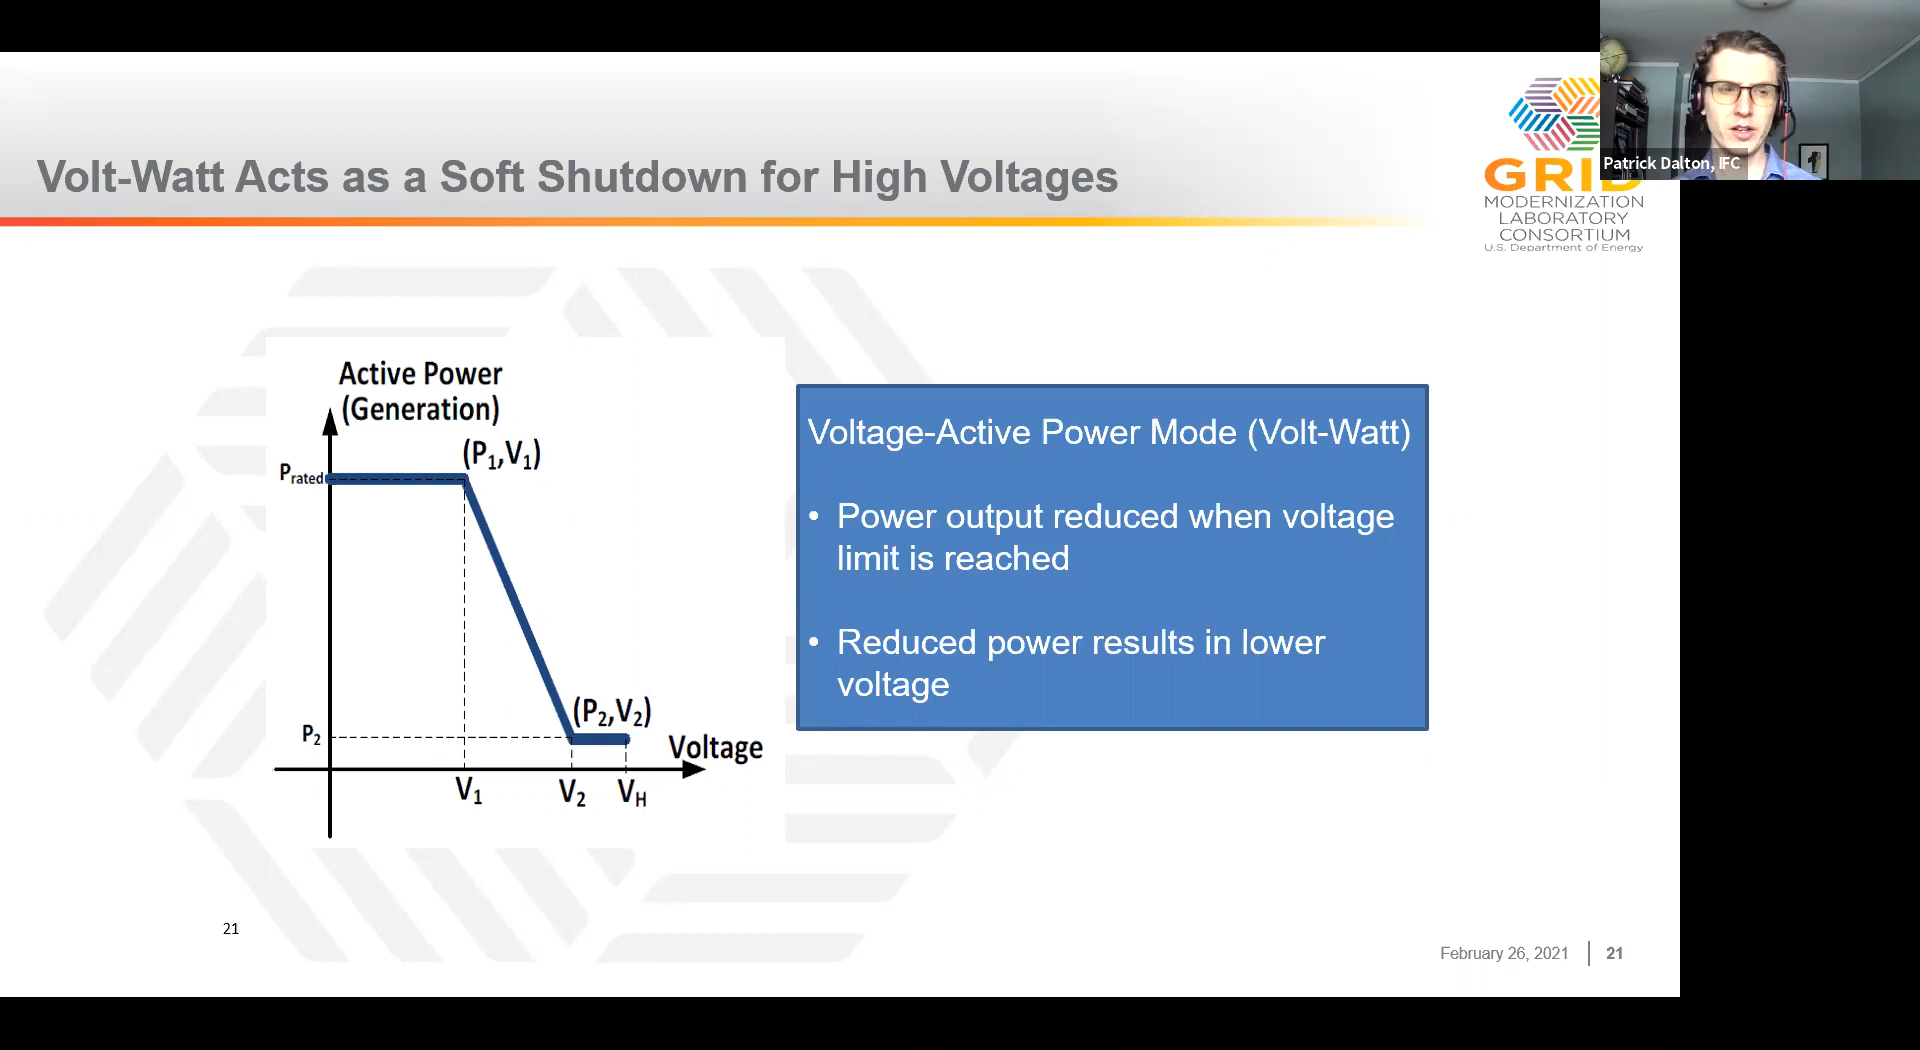 Patrick Dalton, IFC
Volt-Watt Acts as a Soft Shutdown for High Voltages
GRID
MODERNIZATION
LABORATORY
CONSORTIUM
U.S. Department of Energy
Active Power
(Generation)
(P₁,V₁)
Prated
(P₂,V₂)
P₂
Voltage
V₁
V₂
VH
Voltage-Active Power Mode (Volt-Watt)
• Power output reduced when voltage
limit is reached
• Reduced power results in lower
voltage
21
February 26, 2021 | 21